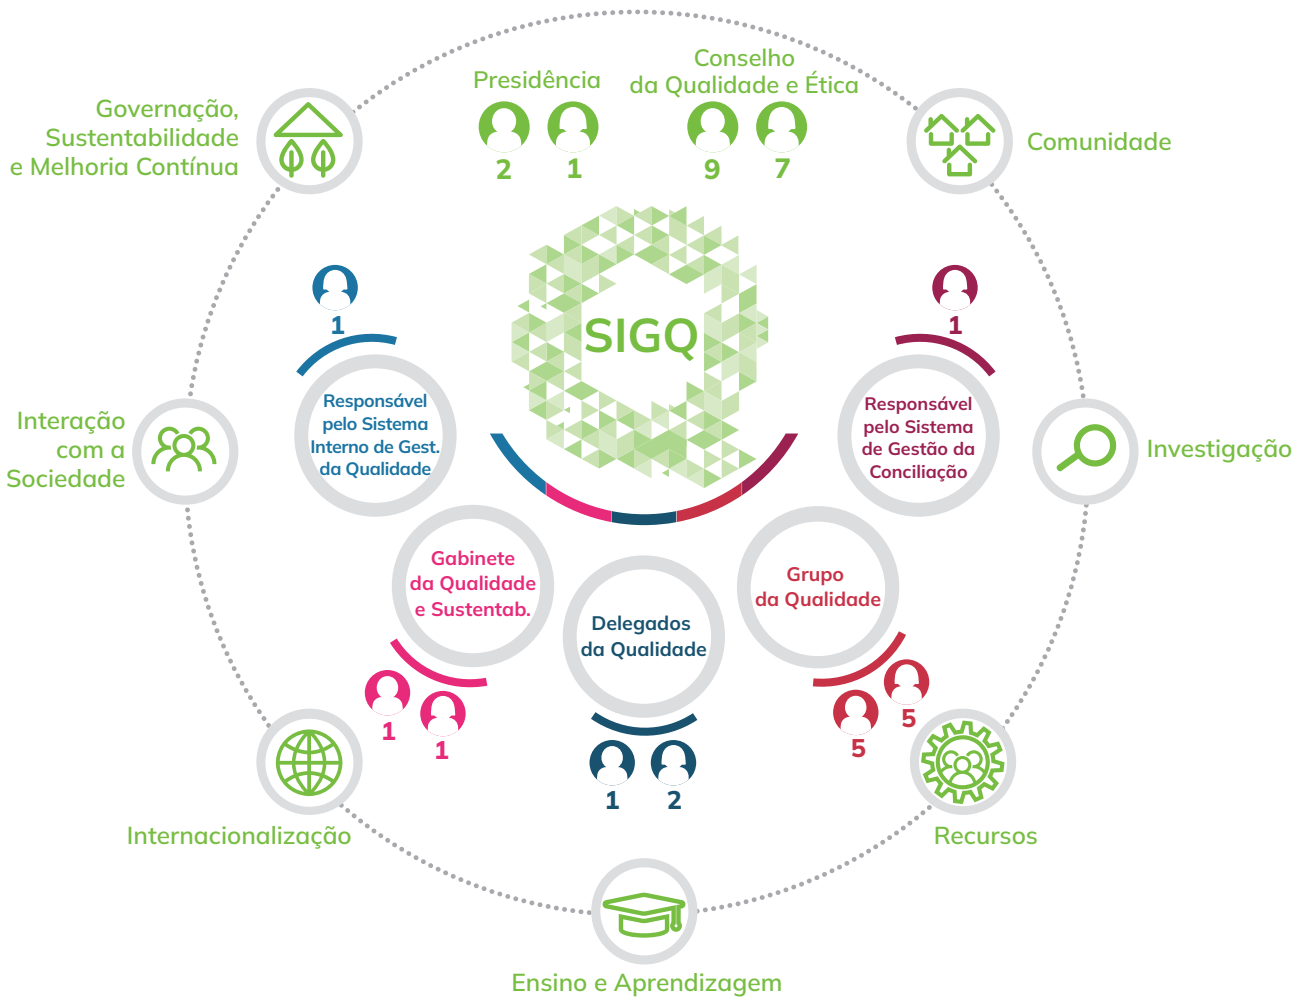 Presidência
2
1
Conselho
da Qualidade e Ética
9
7
Governação,
Sustentabilidade
e Melhoria Contínua
Comunidade
SIGQ
1
Responsável
pelo Sistema
Interno de Gest.
da Qualidade
1
Responsável
pelo Sistema
de Gestão da
Conciliação
Interação
com a
Sociedade
Investigação
Gabinete
da Qualidade
e Sustentab.
1
1
Delegados
da Qualidade
1
2
Grupo
da Qualidade
5
5
Internacionalização
Recursos
Ensino e Aprendizagem